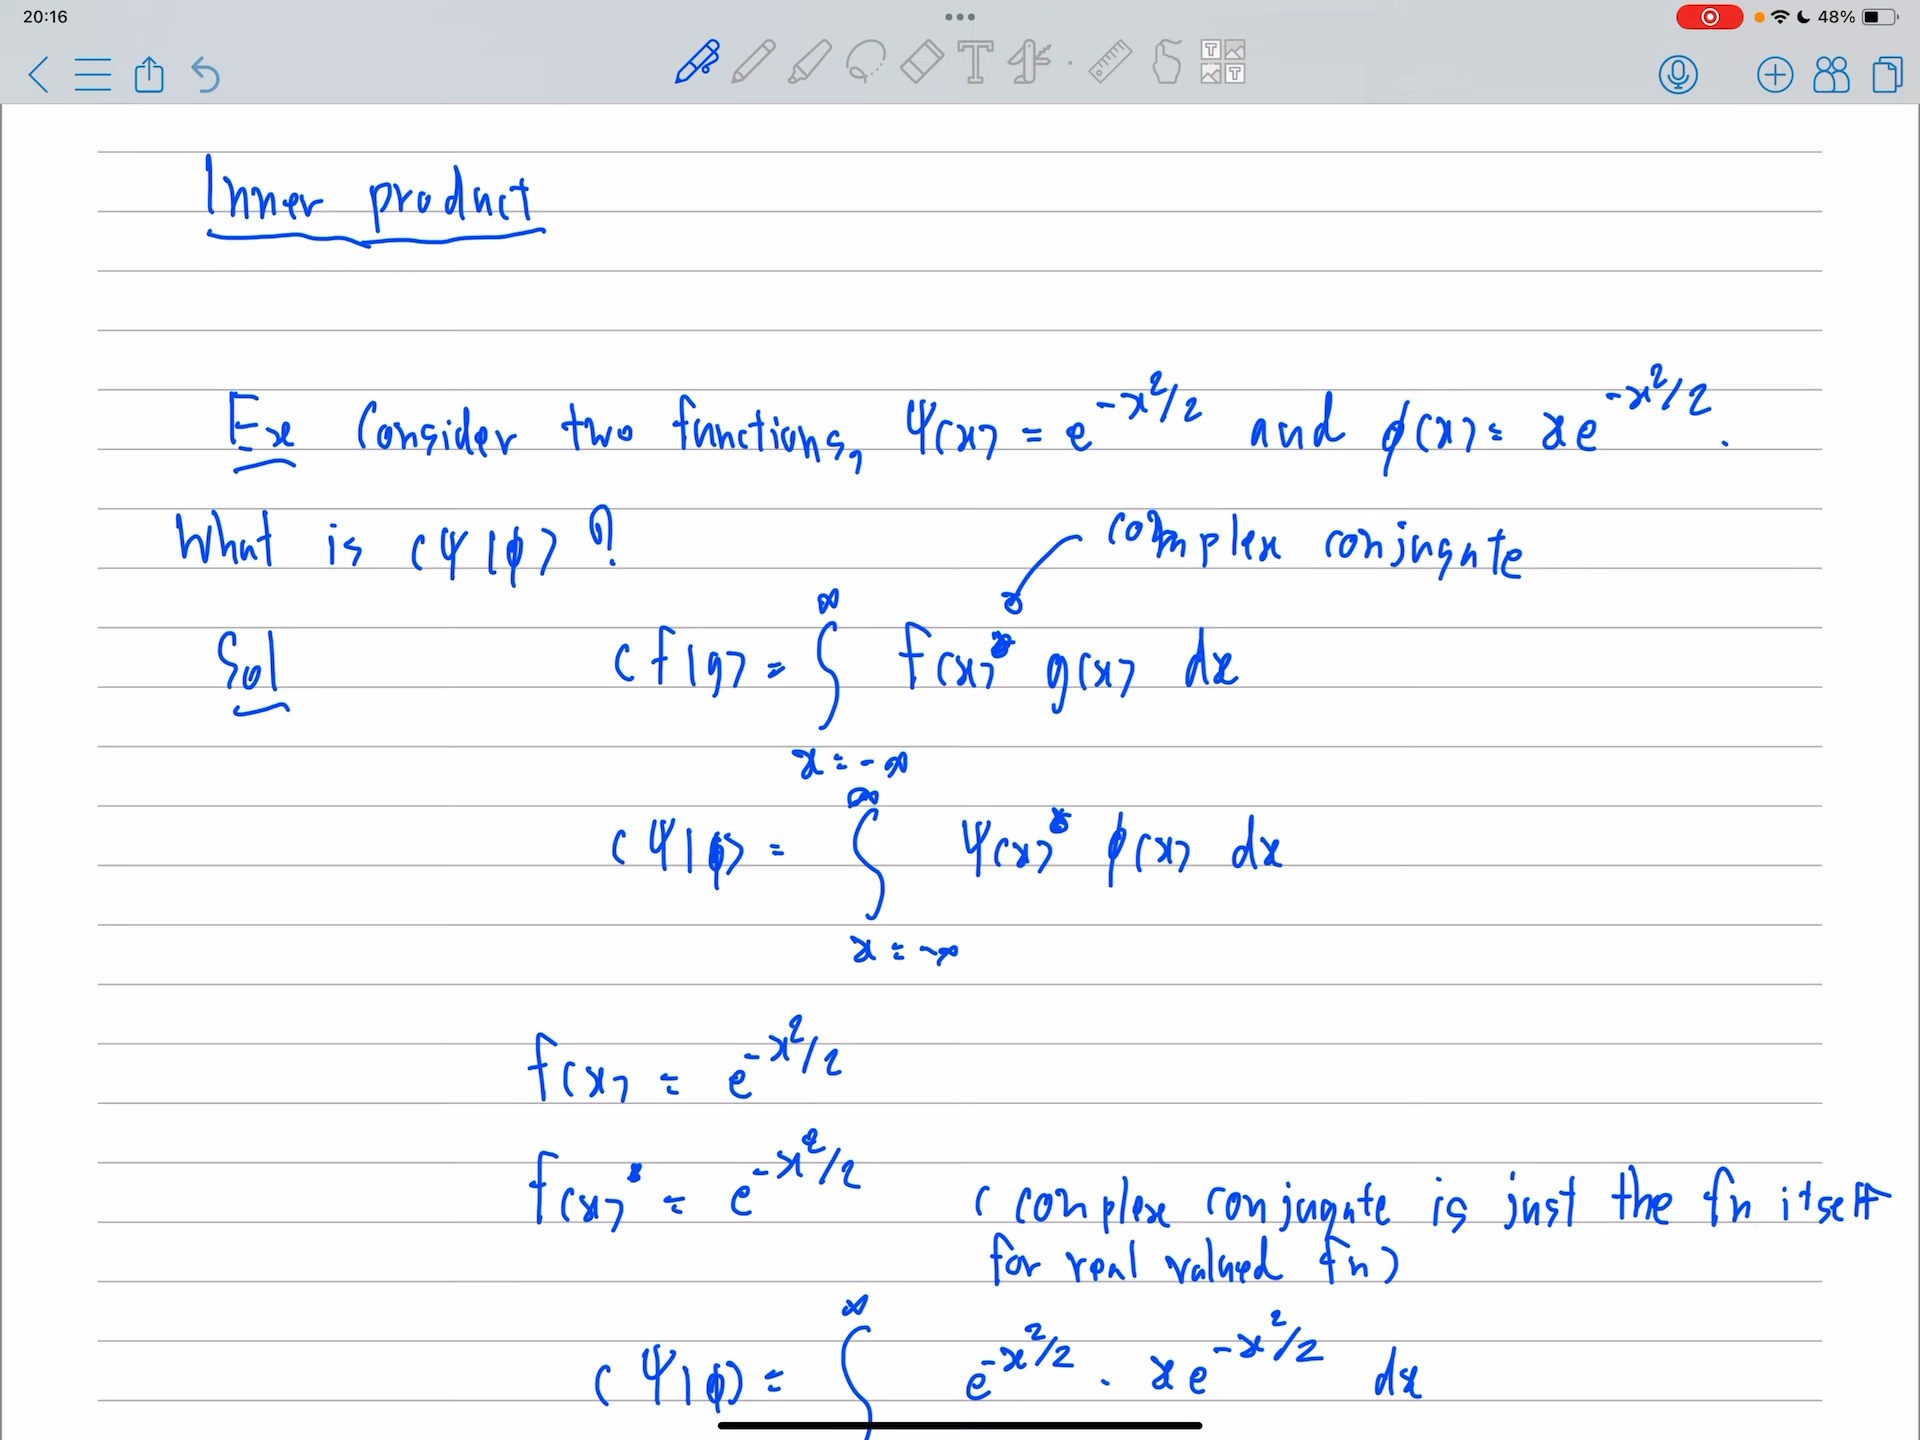 20:16
48%
Inner product
Ex Consider two functions, Ψ(x) = e^{-x²/2} and ϕ(x) = xe^{-x²/2}.
What is ⟨Ψ|ϕ⟩?
complex conjugate
Sol ⟨f|g⟩ = ∫_{x=-∞}^{∞} f(x)* g(x) dx
⟨Ψ|ϕ⟩ = ∫_{x=-∞}^{∞} Ψ(x)* ϕ(x) dx
f(x) = e^{-x²/2}
f(x)* = e^{-x²/2} (complex conjugate is just the fn itself
for real valued fn)
⟨Ψ|ϕ⟩ = ∫^{∞} e^{-x²/2} · xe^{-x²/2} dx